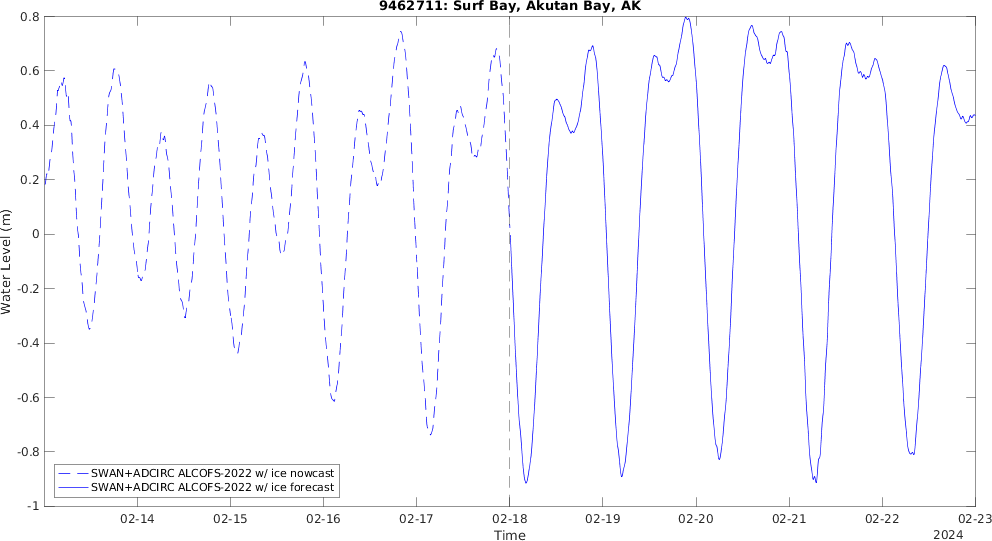 9462711: Surf Bay, Akutan Bay, AK
Water Level (m)
0.8
0.6
0.4
0.2
0
-0.2
-0.4
-0.6
-0.8
-1
SWAN+ADCIRC ALCOFS-2022 w/ ice nowcast
SWAN+ADCIRC ALCOFS-2022 w/ ice forecast
02-14 02-15 02-16 02-17 02-18 02-19 02-20 02-21 02-22 02-23
Time
2024